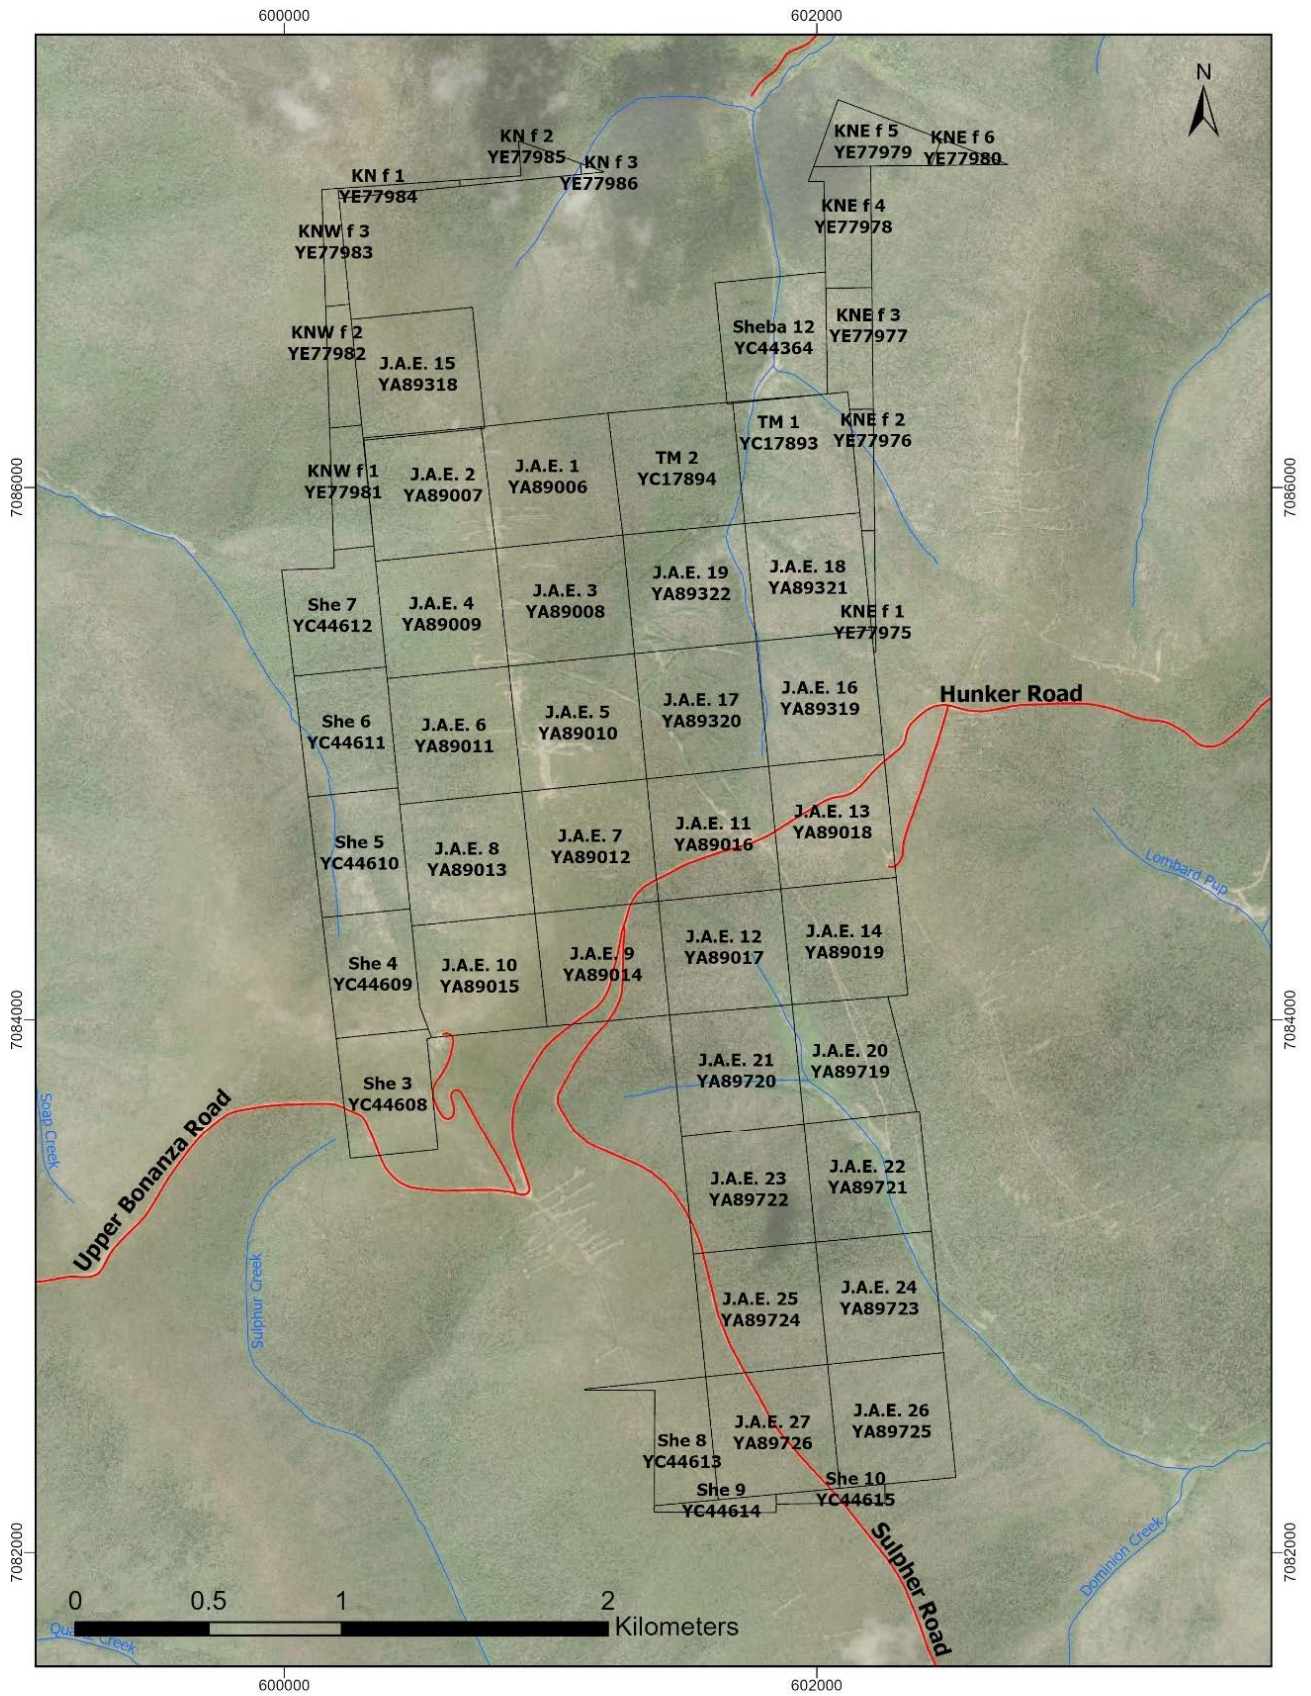 600000
602000
N
KNE f 5
YE77979
KNE f 6
YE77980
KN f 2
YE77985
KN f 3
YE77986
KN f 1
YE77984
KNE f 4
YE77978
KNW f 3
YE77983
KNE f 3
YE77977
Sheba 12
YC44364
KNW f 2
YE77982
J.A.E. 15
YA89318
TM 1
YC17893
KNE f 2
YE77976
TM 2
YC17894
J.A.E. 1
YA89006
J.A.E. 2
YA89007
KNW f 1
YE77981
7086000
7086000
J.A.E. 18
YA89321
J.A.E. 19
YA89322
J.A.E. 3
YA89008
J.A.E. 4
YA89009
She 7
YC44612
KNE f 1
YE77975
J.A.E. 16
YA89319
Hunker Road
J.A.E. 17
YA89320
J.A.E. 5
YA89010
J.A.E. 6
YA89011
She 6
YC44611
J.A.E. 13
YA89018
J.A.E. 11
YA89016
J.A.E. 7
YA89012
J.A.E. 8
YA89013
She 5
YC44610
Lombard Pup
J.A.E. 14
YA89019
J.A.E. 12
YA89017
J.A.E. 9
YA89014
J.A.E. 10
YA89015
She 4
YC44609
7084000
7084000
J.A.E. 20
YA89719
J.A.E. 21
YA89720
She 3
YC44608
Soap Creek
Upper Bonanza Road
J.A.E. 22
YA89721
J.A.E. 23
YA89722
Sulphur Creek
J.A.E. 24
YA89723
J.A.E. 25
YA89724
J.A.E. 26
YA89725
J.A.E. 27
YA89726
She 8
YC44613
She 9
YC44614
She 10
YC44615
Sulpher Road
Dominion Creek
7082000
7082000
0 0.5 1 2
Kilometers
Quartz Creek
600000
602000